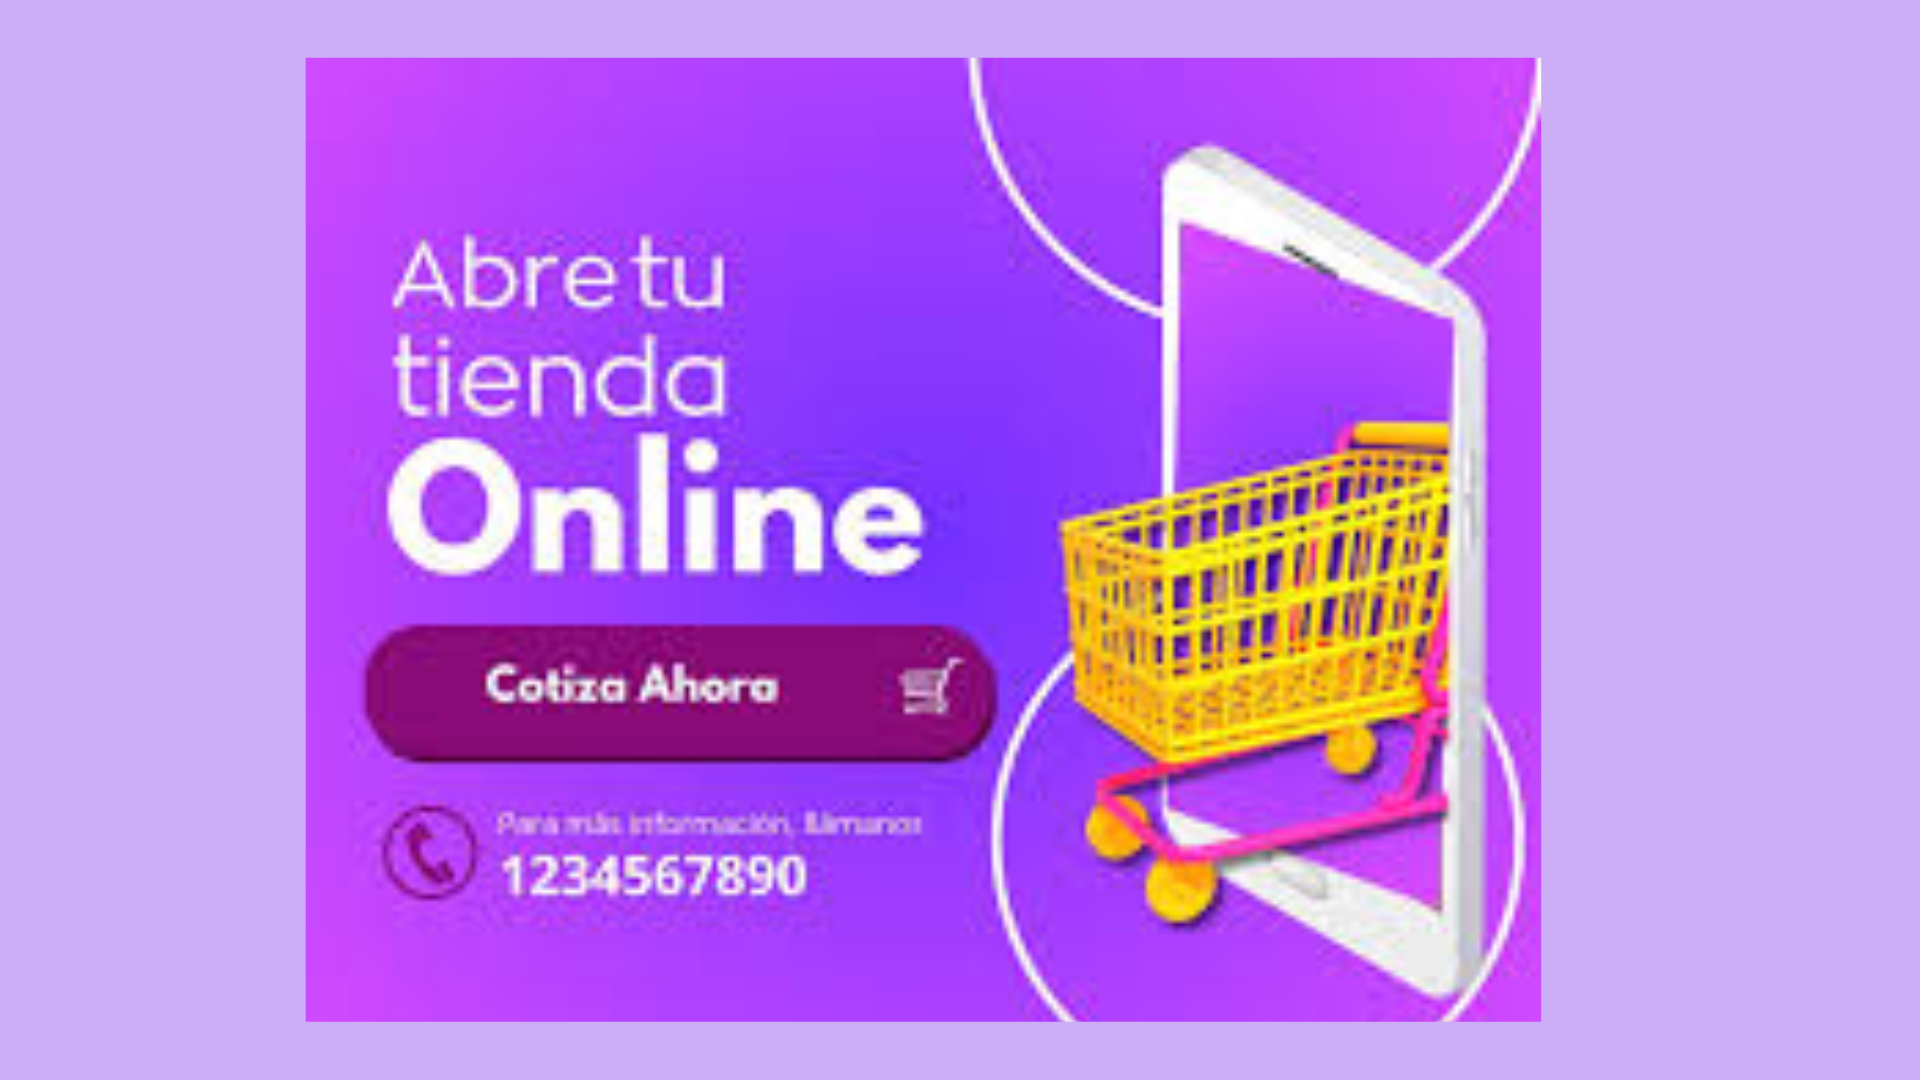 Abre tu
tienda
Online
Cotiza Ahora
Para más información, llámanos
1234567890